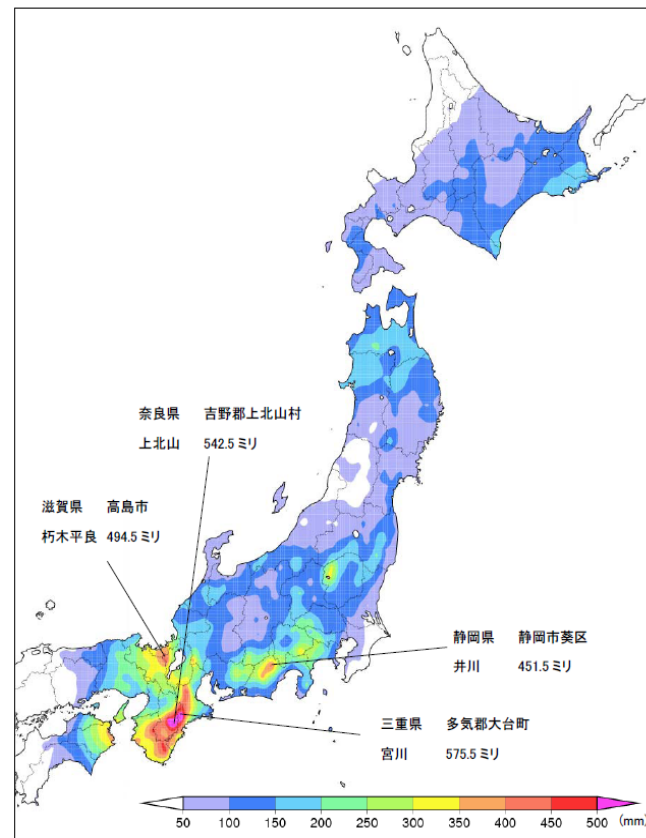 奈良県 吉野郡上北山村
上北山 542.5 ミリ
滋賀県 高島市
朽木平良 494.5 ミリ
静岡県 静岡市葵区
井川 451.5 ミリ
三重県 多気郡大台町
宮川 575.5 ミリ
50 100 150 200 250 300 350 400 450 500 (mm)